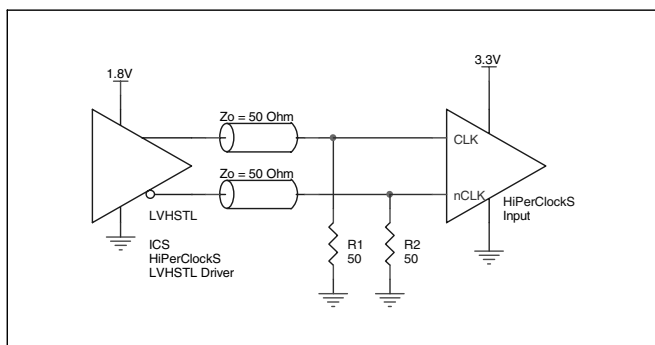 1.8V
3.3V
Zo = 50 Ohm
CLK
Zo = 50 Ohm
nCLK
HiPerClockS
Input
LVHSTL
ICS
HiPerClockS
LVHSTL Driver
R1
50
R2
50